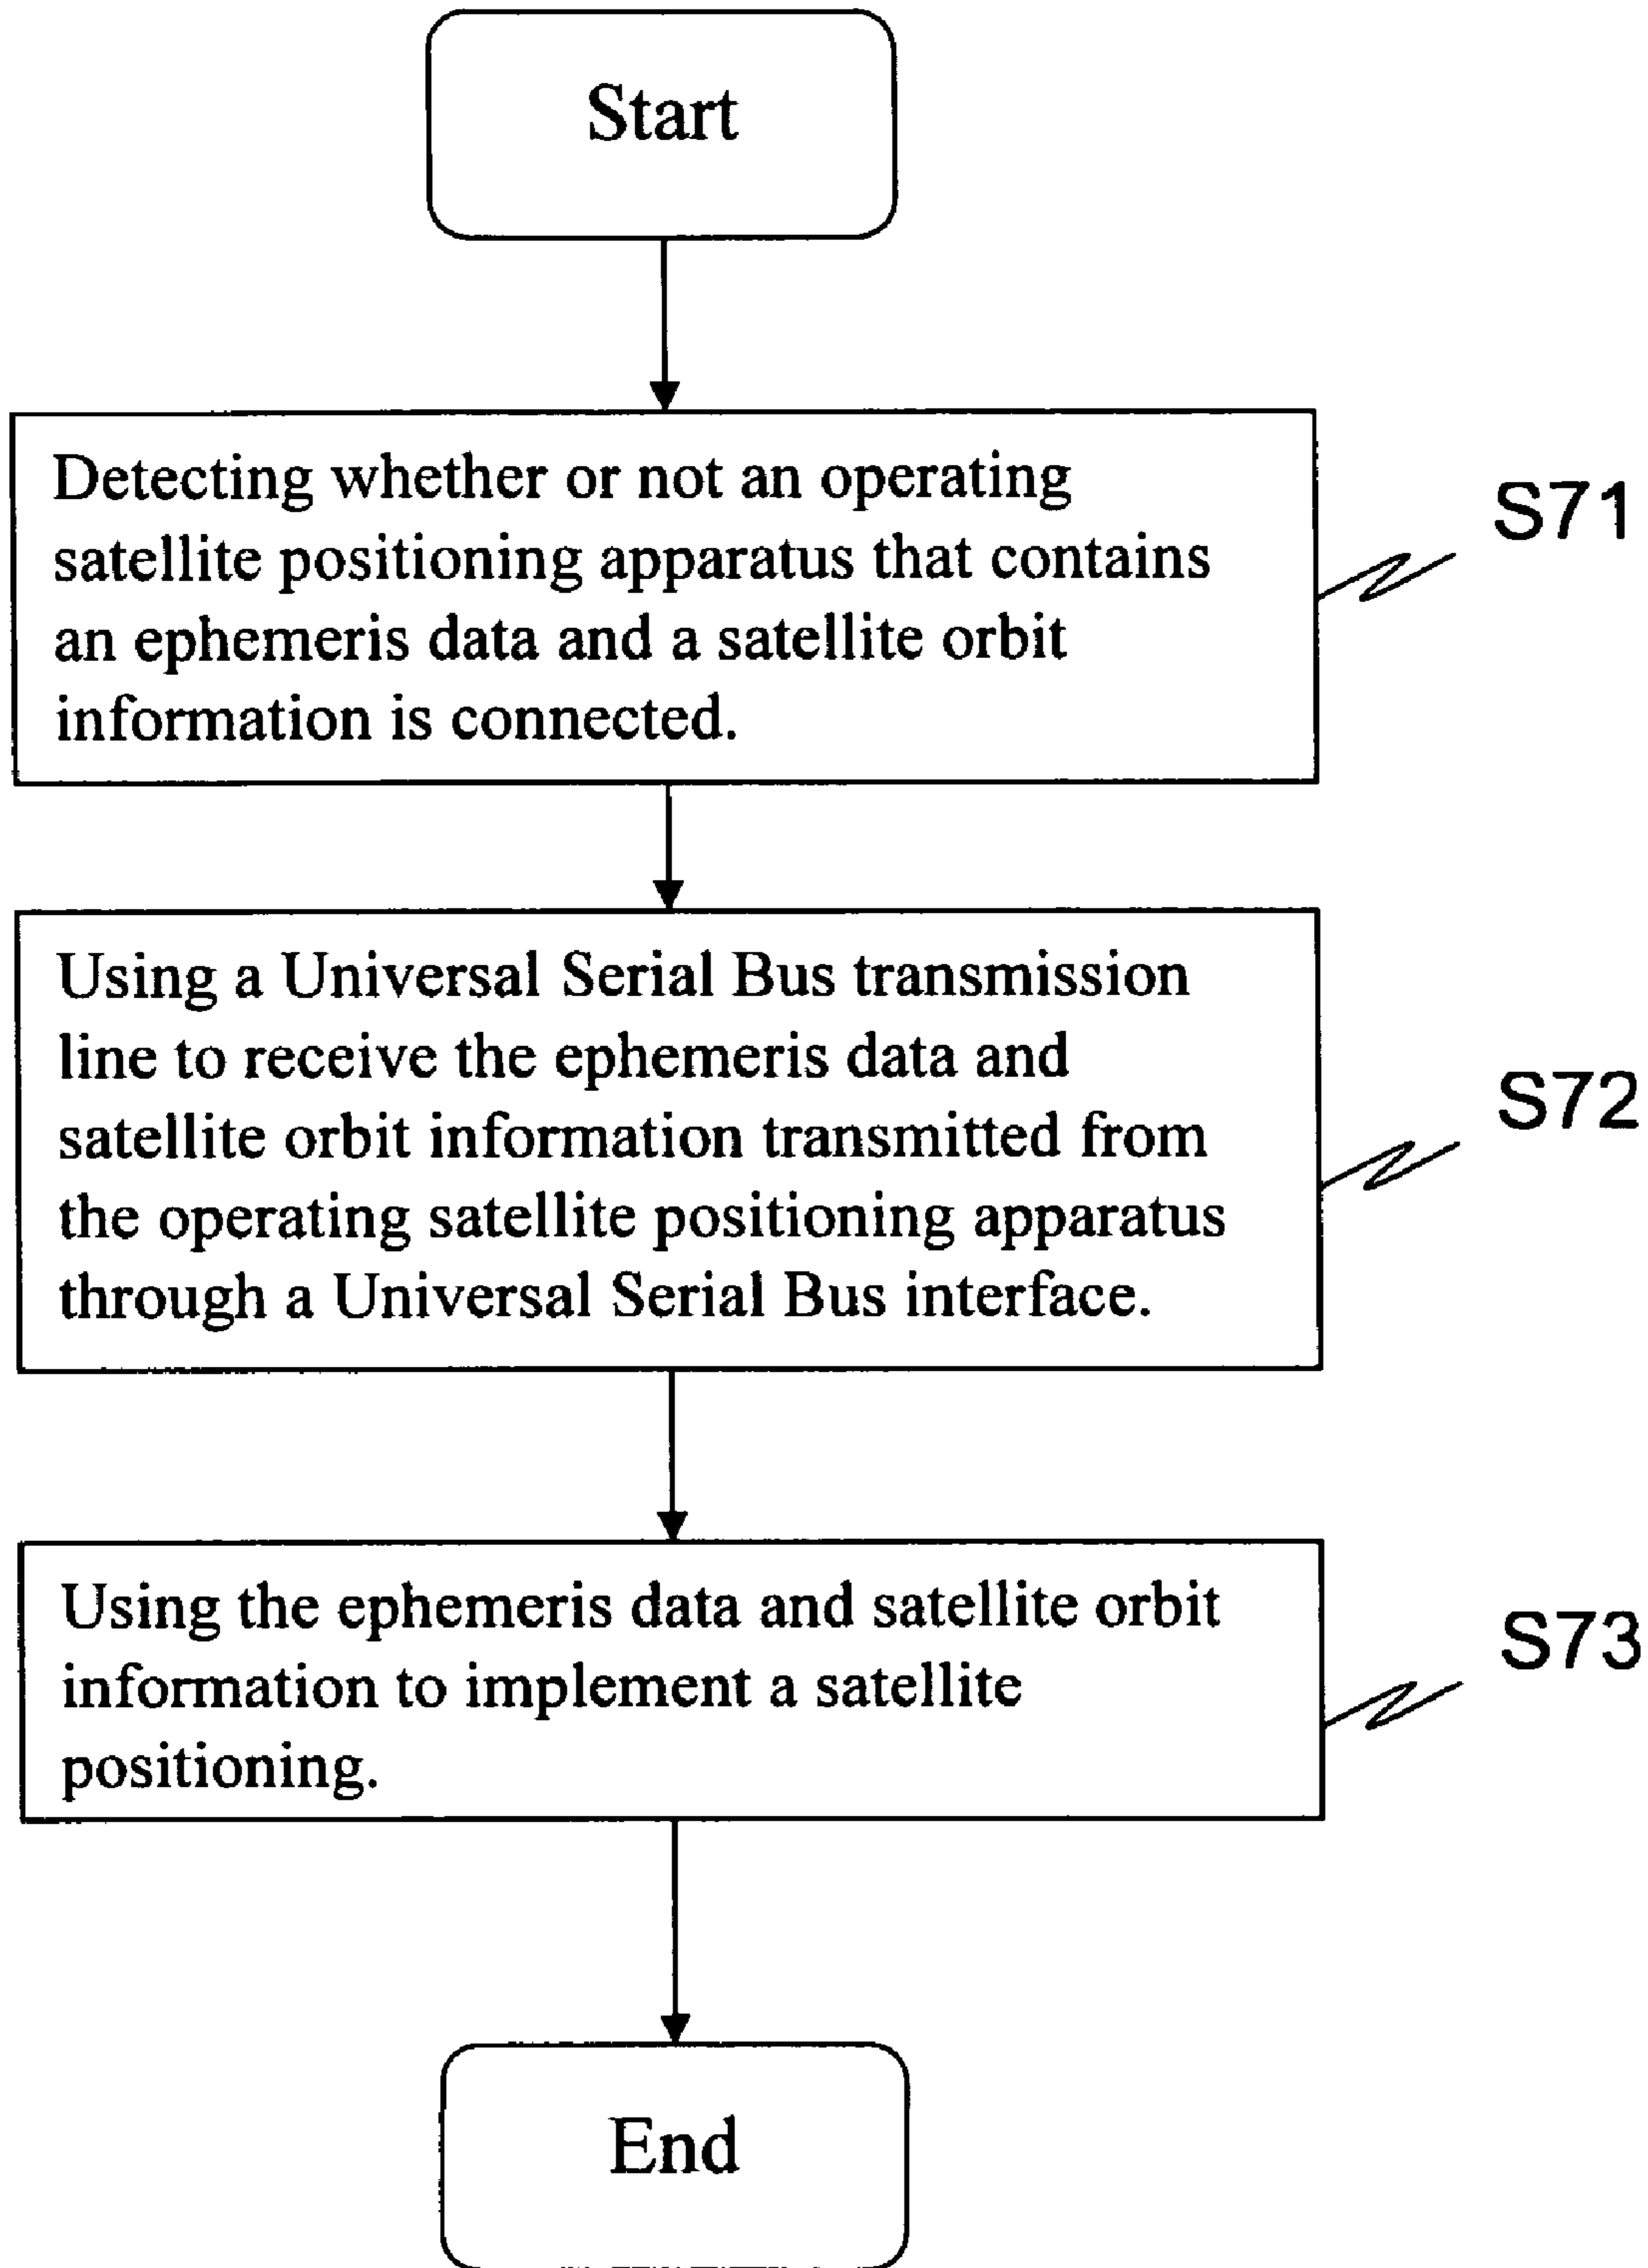 Start
Detecting whether or not an operating
satellite positioning apparatus that contains
an ephemeris data and a satellite orbit
information is connected.
S71
Using a Universal Serial Bus transmission
line to receive the ephemeris data and
satellite orbit information transmitted from
the operating satellite positioning apparatus
through a Universal Serial Bus interface.
S72
Using the ephemeris data and satellite orbit
information to implement a satellite
positioning.
S73
End